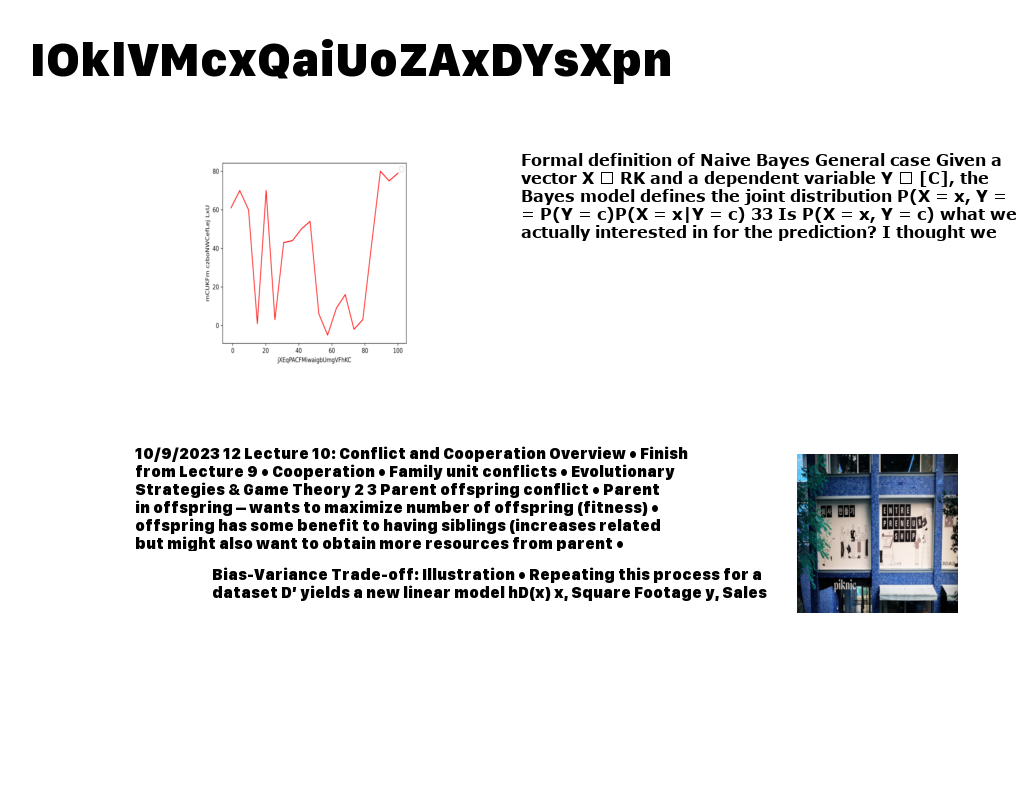 IOklVMcxQaiUoZAxDYsXpn
Formal definition of Naive Bayes General case Given a
vector X □ RK and a dependent variable Y □ [C], the
Bayes model defines the joint distribution P(X = x, Y =
= P(Y = c)P(X = x|Y = c) 33 Is P(X = x, Y = c) what we
actually interested in for the prediction? I thought we
80
60
40
20
0
0 20 40 60 80 100
10/9/2023 12 Lecture 10: Conflict and Cooperation Overview • Finish
from Lecture 9 • Cooperation • Family unit conflicts • Evolutionary
Strategies & Game Theory 2 3 Parent offspring conflict • Parent
in offspring – wants to maximize number of offspring (fitness) •
offspring has some benefit to having siblings (increases related
but might also want to obtain more resources from parent •
Bias-Variance Trade-off: Illustration • Repeating this process for a
dataset D′ yields a new linear model hD(x) x, Square Footage y, Sales
ENTRE
PRENEUR
SHIP
piknic